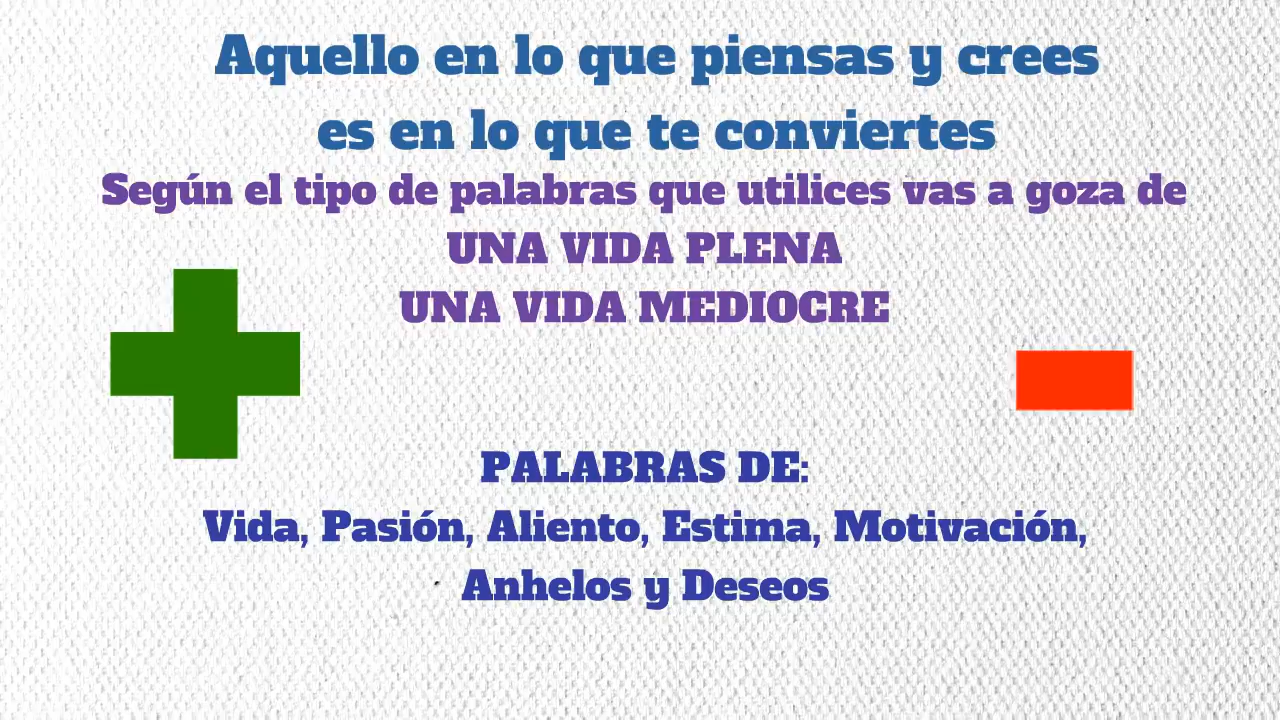 Aquello en lo que piensas y crees
es en lo que te conviertes
Según el tipo de palabras que utilices vas a goza de
UNA VIDA PLENA
UNA VIDA MEDIOCRE
PALABRAS DE:
Vida, Pasión, Aliento, Estima, Motivación,
Anhelos y Deseos